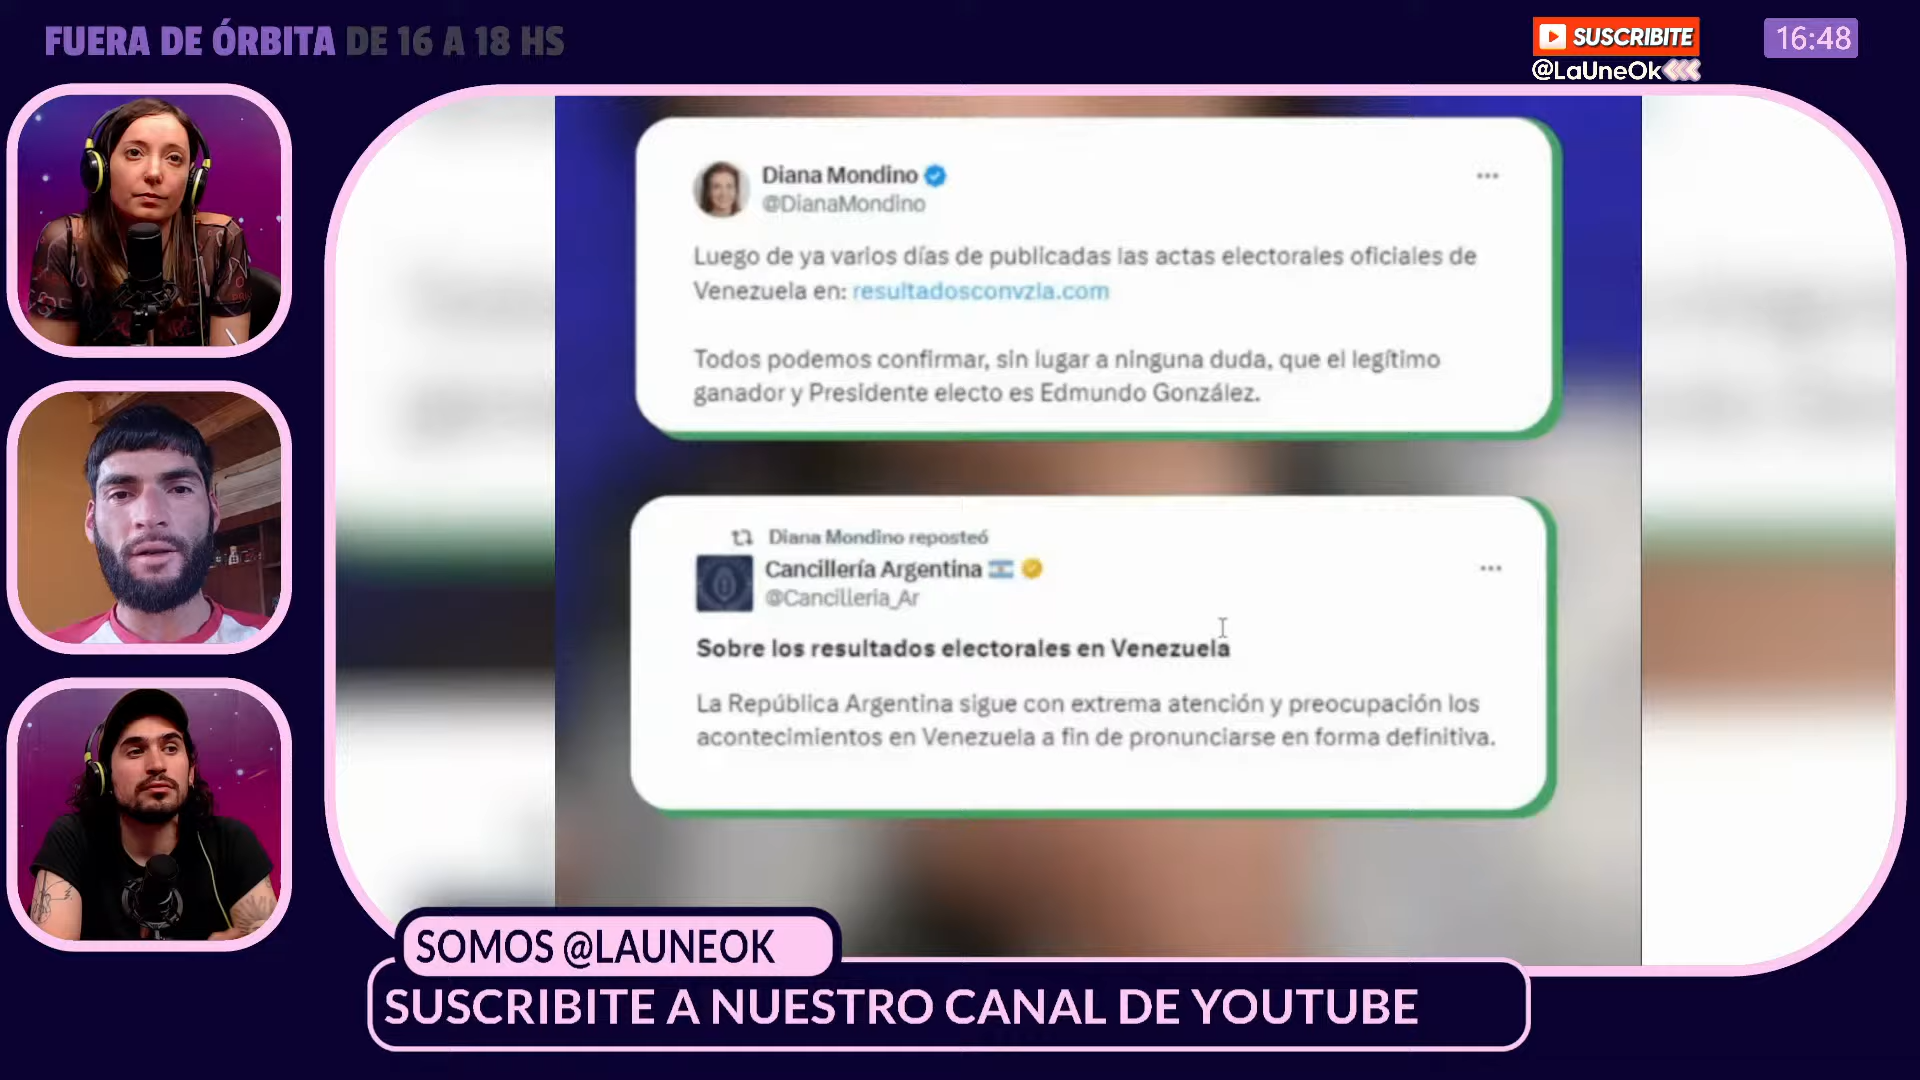 FUERA DE ÓRBITA DE 16 A 18 HS
SUSCRIBITE
@LaUneOk
16:48
Diana Mondino
@DianaMondino
Luego de ya varios días de publicadas las actas electorales oficiales de
Venezuela en: resultadosconvzla.com
Todos podemos confirmar, sin lugar a ninguna duda, que el legítimo
ganador y Presidente electo es Edmundo González.
Diana Mondino reposteó
Cancillería Argentina
@Cancilleria_Ar
Sobre los resultados electorales en Venezuela
La República Argentina sigue con extrema atención y preocupación los
acontecimientos en Venezuela a fin de pronunciarse en forma definitiva.
SOMOS @LAUNEOK
SUSCRIBITE A NUESTRO CANAL DE YOUTUBE